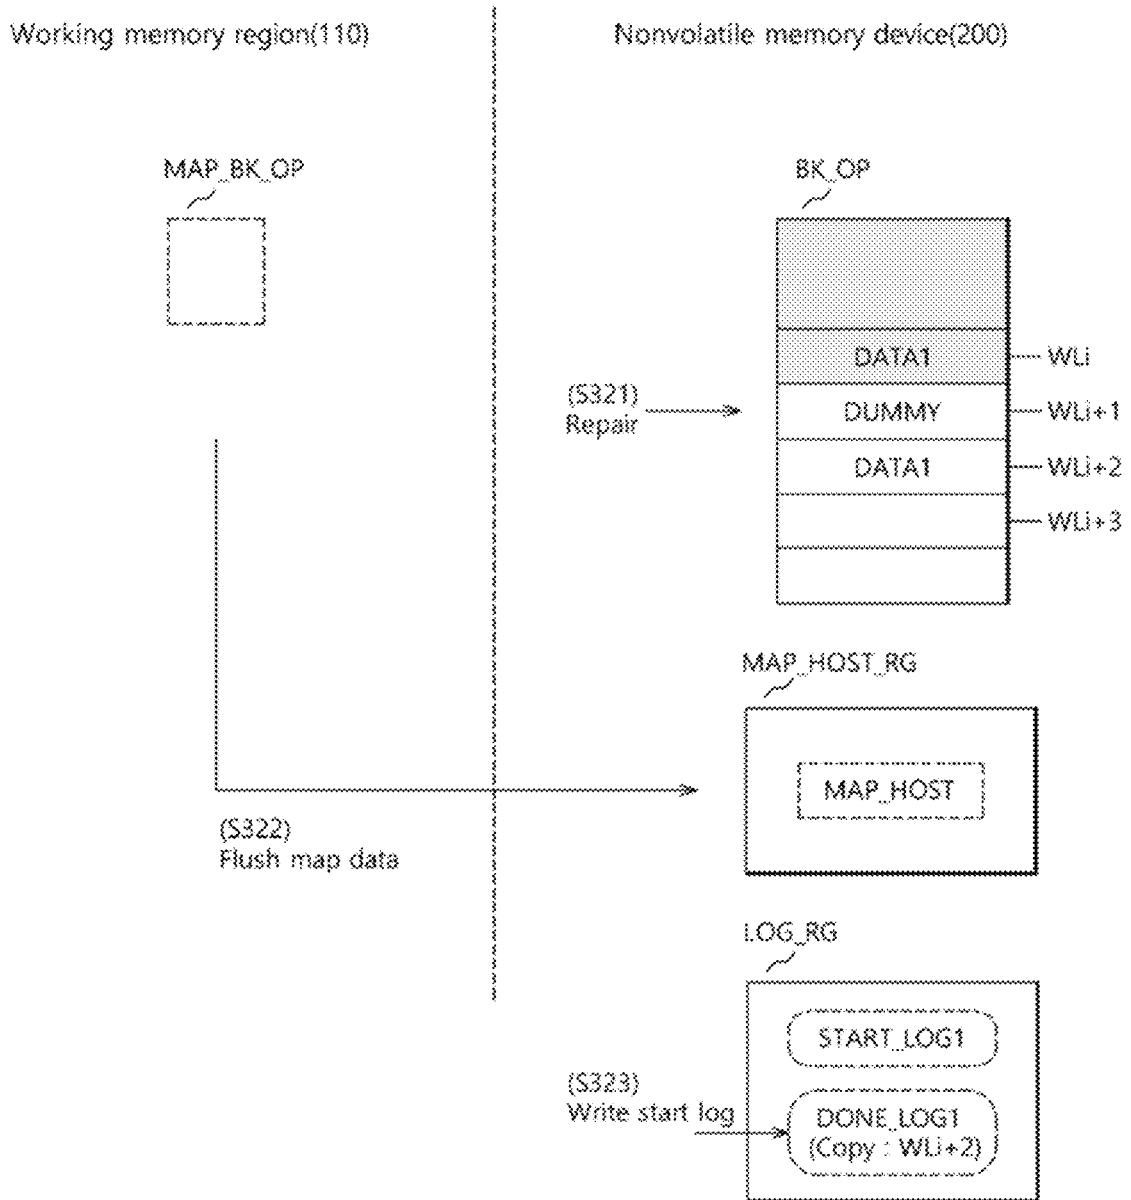 Working memory region(110)
Nonvolatile memory device(200)
MAP_BK_OP
BK_OP
DATA1
WLi
(S321)
Repair
DUMMY
WLi+1
DATA1
WLi+2
WLi+3
MAP_HOST_RG
MAP_HOST
(S322)
Flush map data
LOG_RG
START_LOG1
(S323)
Write start log
DONE_LOG1
(Copy : WLi+2)